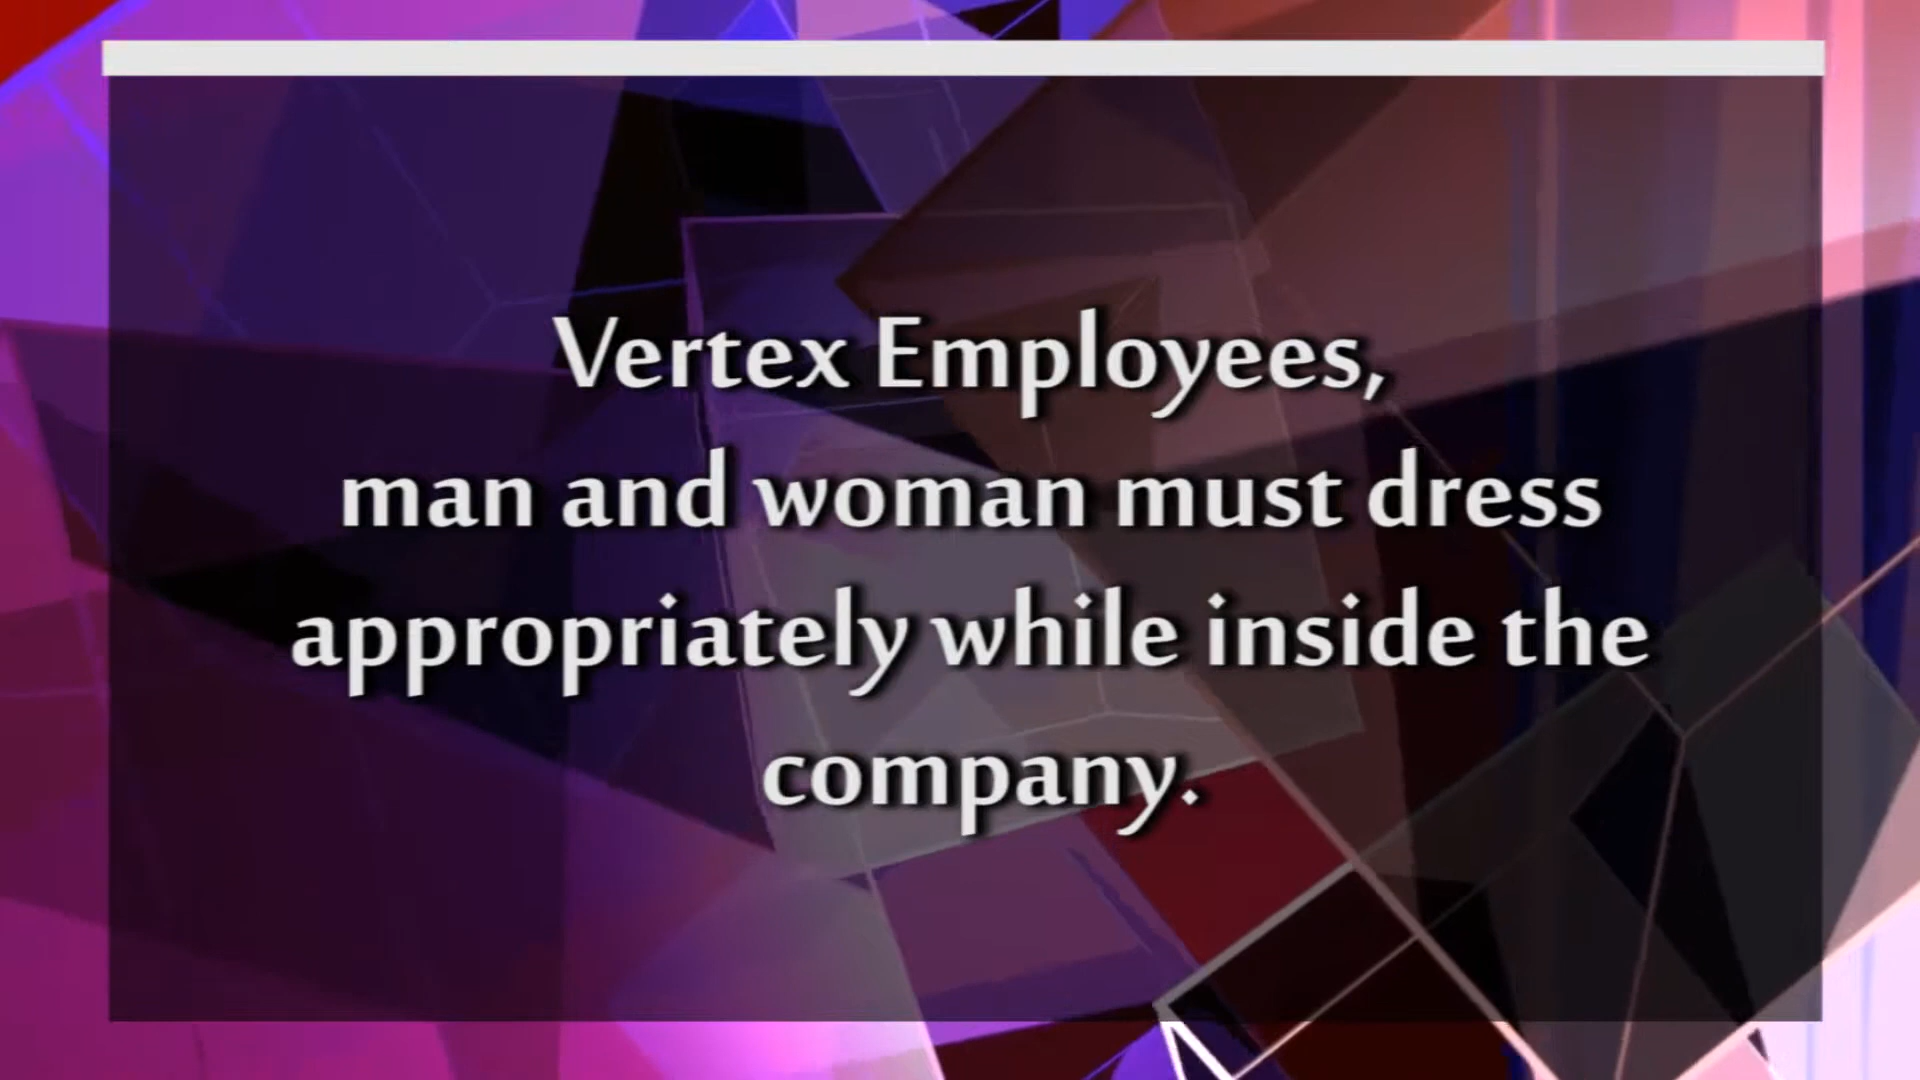 Vertex Employees,
man and woman must dress
appropriately while inside the
company.